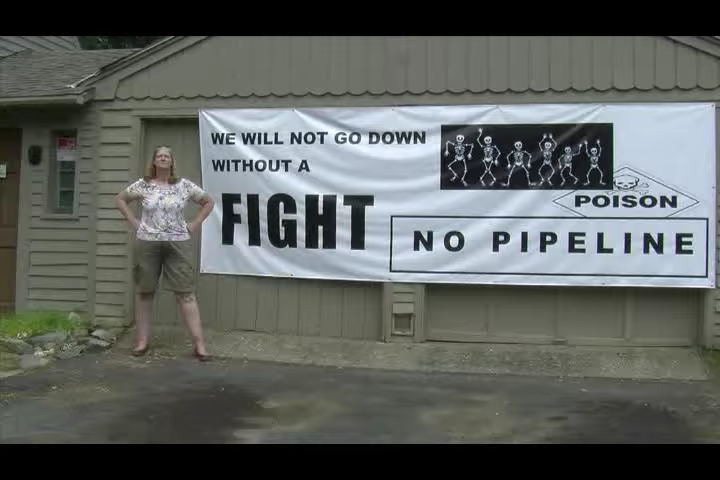 WE WILL NOT GO DOWN
WITHOUT A
FIGHT
POISON
NO PIPELINE